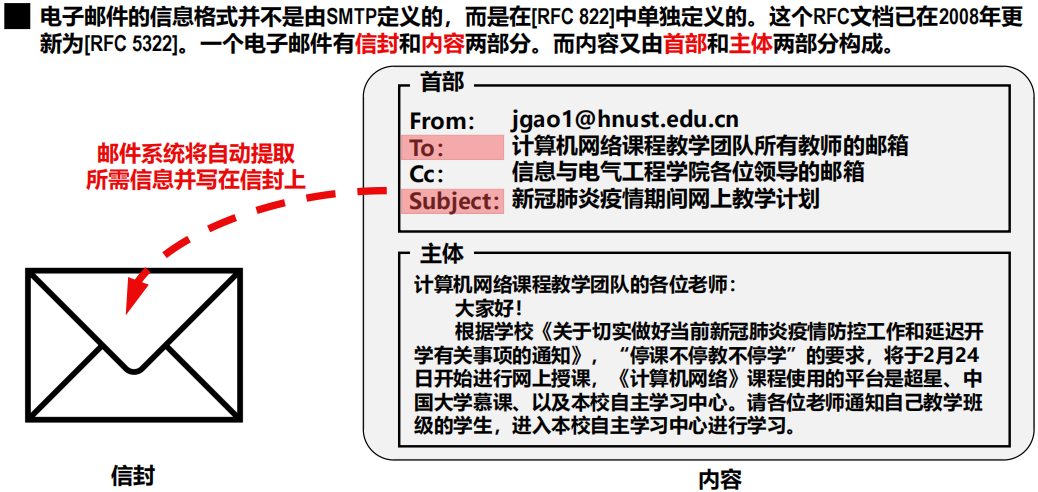 电子邮件的信息格式并不是由SMTP定义的，而是在[RFC 822]中单独定义的。这个RFC文档已在2008年更
新为[RFC 5322]。一个电子邮件有信封和内容两部分。而内容又由首部和主体两部分构成。
首部
From： jgao1@hnust.edu.cn
To： 计算机网络课程教学团队所有教师的邮箱
Cc： 信息与电气工程学院各位领导的邮箱
Subject： 新冠肺炎疫情期间网上教学计划
邮件系统将自动提取
所需信息并写在信封上
主体
计算机网络课程教学团队的各位老师：
大家好！
根据学校《关于切实做好当前新冠肺炎疫情防控工作和延迟开
学有关事项的通知》，“停课不停教不停学”的要求，将于2月24
日开始进行网上授课，《计算机网络》课程使用的平台是超星、中
国大学慕课、以及本校自主学习中心。请各位老师通知自己教学班
级的学生，进入本校自主学习中心进行学习。
信封
内容